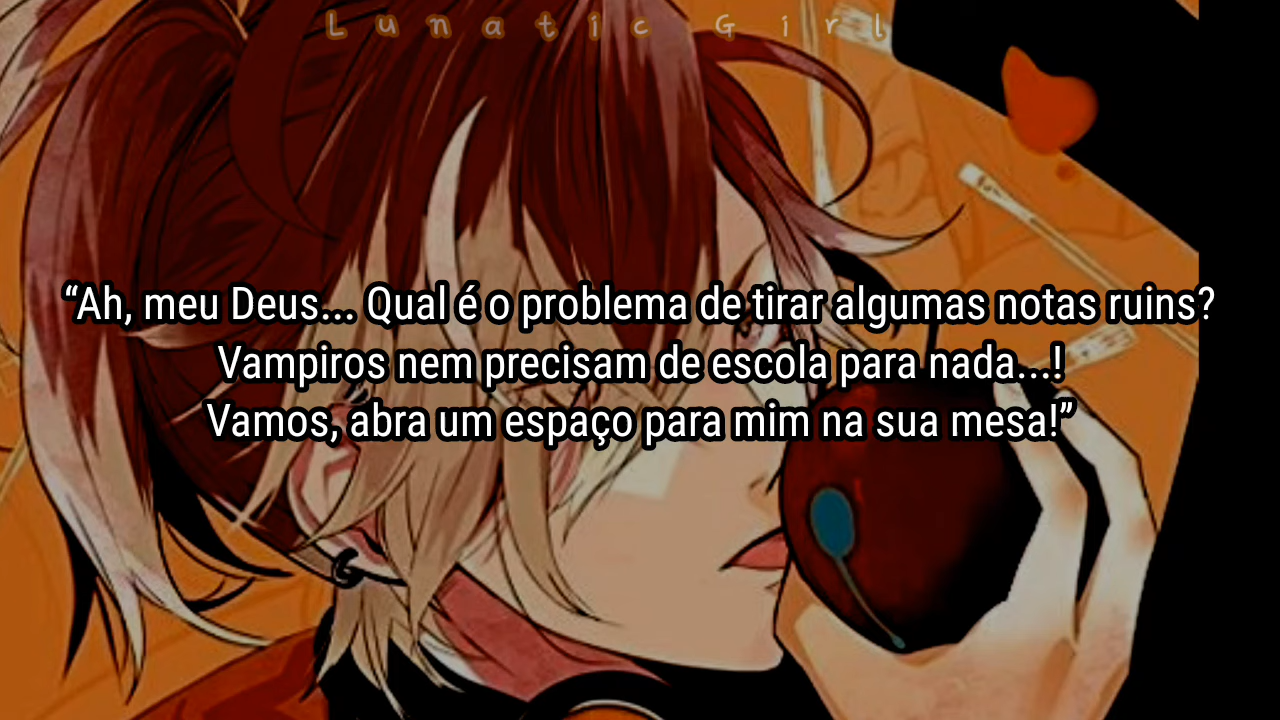 Lunatic Girl
“Ah, meu Deus... Qual é o problema de tirar algumas notas ruins?
Vampiros nem precisam de escola para nada...!
Vamos, abra um espaço para mim na sua mesa!”